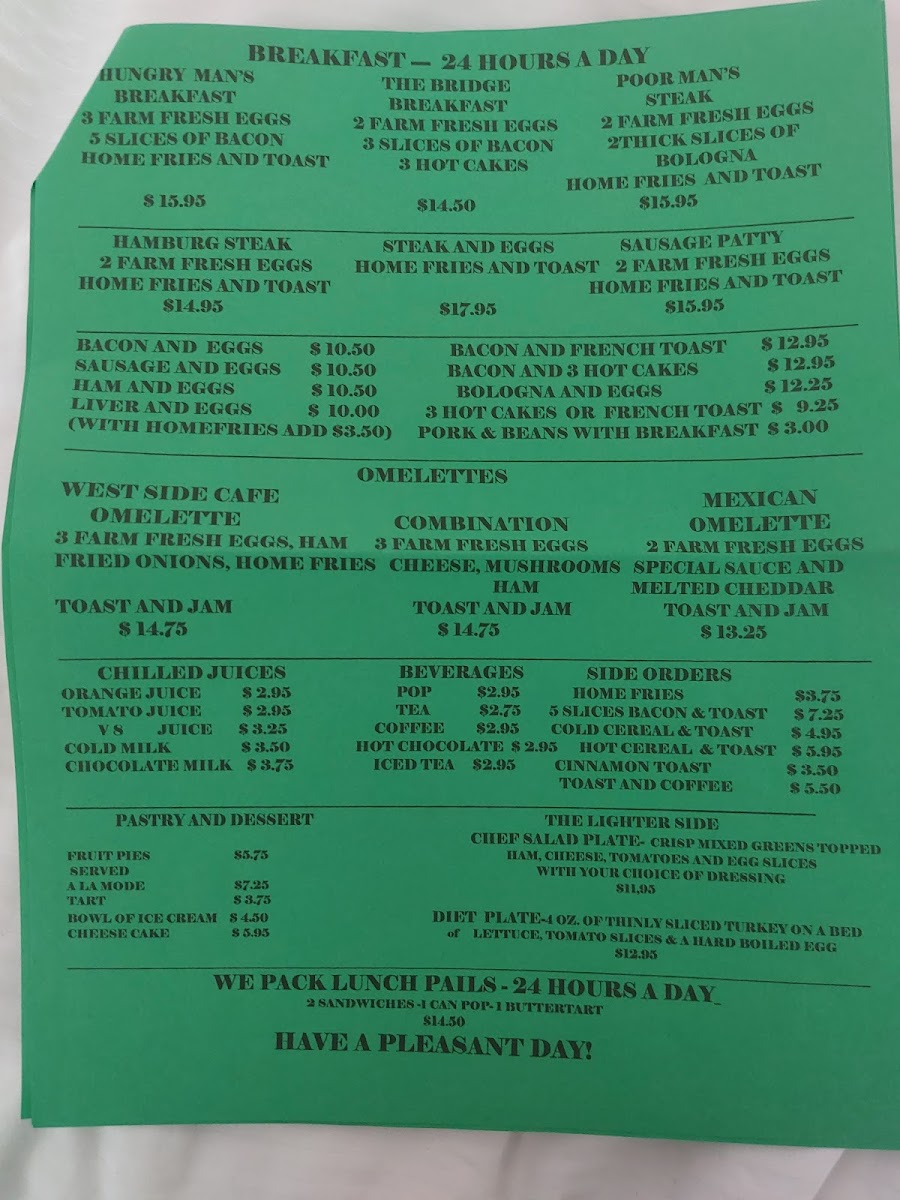 BREAKFAST — 24 HOURS A DAY
HUNGRY MAN'S
BREAKFAST
3 FARM FRESH EGGS
5 SLICES OF BACON
HOME FRIES AND TOAST
$ 15.95
THE BRIDGE
BREAKFAST
2 FARM FRESH EGGS
3 SLICES OF BACON
3 HOT CAKES
$14.50
POOR MAN'S
STEAK
2 FARM FRESH EGGS
2THICK SLICES OF
BOLOGNA
HOME FRIES AND TOAST
$15.95
HAMBURG STEAK
2 FARM FRESH EGGS
HOME FRIES AND TOAST
$14.95
STEAK AND EGGS
HOME FRIES AND TOAST
$17.95
SAUSAGE PATTY
2 FARM FRESH EGGS
HOME FRIES AND TOAST
$15.95
BACON AND EGGS $ 10.50
SAUSAGE AND EGGS $ 10.50
HAM AND EGGS $ 10.50
LIVER AND EGGS $ 10.00
(WITH HOMEFRIES ADD $3.50)
BACON AND FRENCH TOAST $ 12.95
BACON AND 3 HOT CAKES $ 12.95
BOLOGNA AND EGGS $ 12.25
3 HOT CAKES OR FRENCH TOAST $ 9.25
PORK & BEANS WITH BREAKFAST $ 3.00
OMELETTES
WEST SIDE CAFE
OMELETTE
3 FARM FRESH EGGS, HAM
FRIED ONIONS, HOME FRIES
TOAST AND JAM
$ 14.75
COMBINATION
3 FARM FRESH EGGS
CHEESE, MUSHROOMS
HAM
TOAST AND JAM
$ 14.75
MEXICAN
OMELETTE
2 FARM FRESH EGGS
SPECIAL SAUCE AND
MELTED CHEDDAR
TOAST AND JAM
$ 13.25
CHILLED JUICES
ORANGE JUICE $ 2.95
TOMATO JUICE $ 2.95
V 8 JUICE $ 3.25
COLD MILK $ 3.50
CHOCOLATE MILK $ 3.75
BEVERAGES
POP $2.95
TEA $2.75
COFFEE $2.95
HOT CHOCOLATE $ 2.95
ICED TEA $2.95
SIDE ORDERS
HOME FRIES $3.75
5 SLICES BACON & TOAST $ 7.25
COLD CEREAL & TOAST $ 4.95
HOT CEREAL & TOAST $ 5.95
CINNAMON TOAST $ 3.50
TOAST AND COFFEE $ 5.50
PASTRY AND DESSERT
FRUIT PIES $5.75
SERVED
A LA MODE $7.25
TART $ 3.75
BOWL OF ICE CREAM $ 4.50
CHEESE CAKE $ 5.95
THE LIGHTER SIDE
CHEF SALAD PLATE- CRISP MIXED GREENS TOPPED
HAM, CHEESE, TOMATOES AND EGG SLICES
WITH YOUR CHOICE OF DRESSING
$11,95
DIET PLATE-4 OZ. OF THINLY SLICED TURKEY ON A BED
of LETTUCE, TOMATO SLICES & A HARD BOILED EGG
$12.95
WE PACK LUNCH PAILS - 24 HOURS A DAY_
2 SANDWICHES -1 CAN POP- 1 BUTTERTART
$14.50
HAVE A PLEASANT DAY!